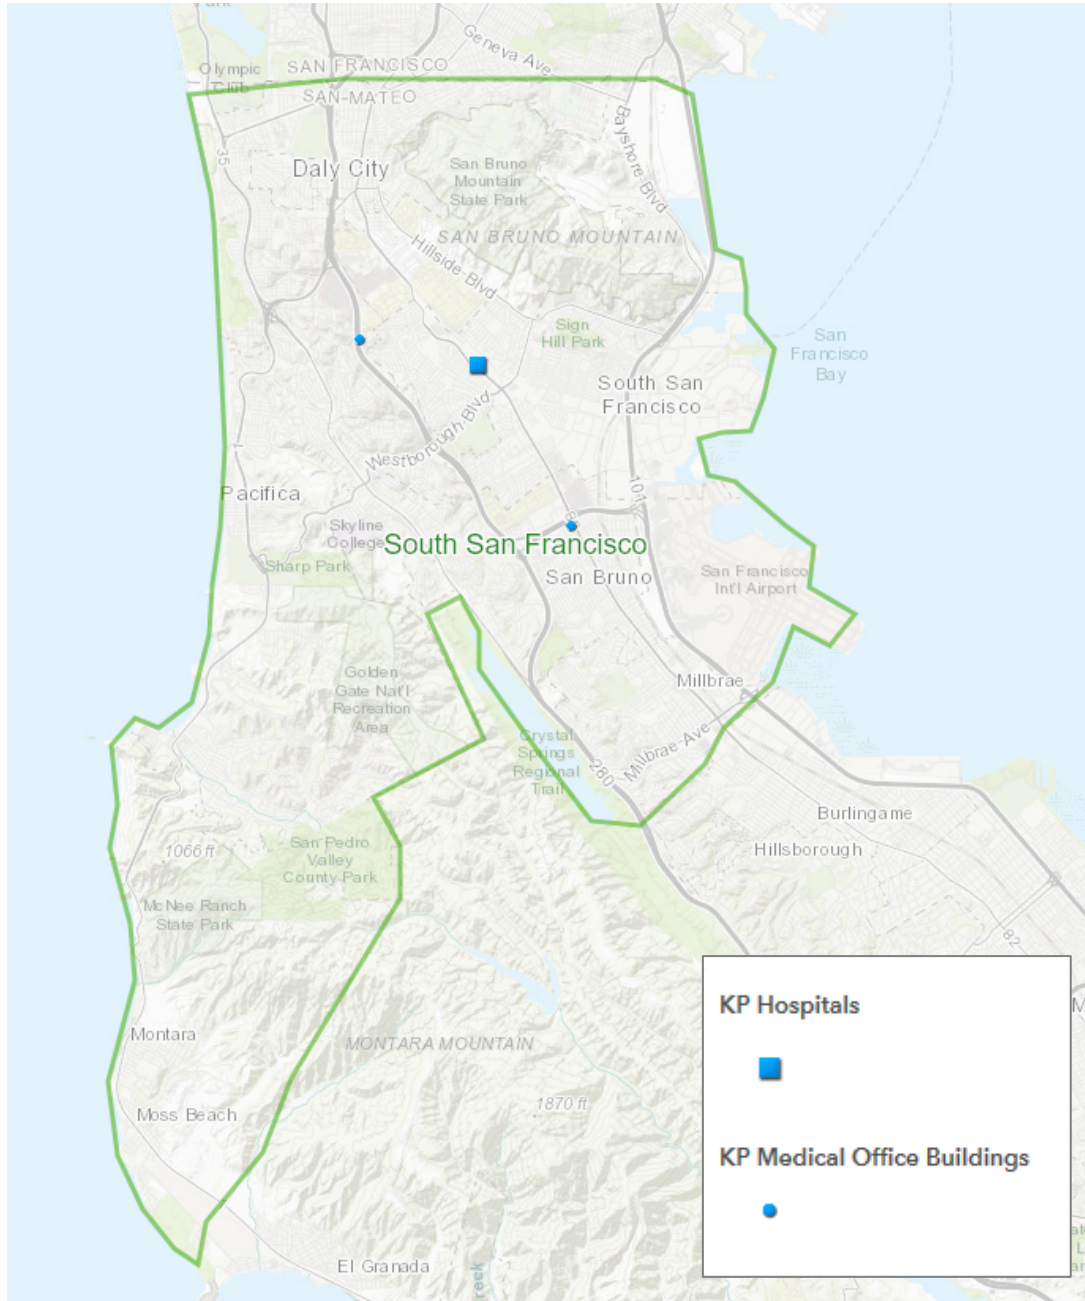 Park
Geneva Ave
Olympic
Club
SAN FRANCISCO
SAN MATEO
Bayshore Blvd
35
Daly City
San Bruno
Mountain
State Park
SAN BRUNO MOUNTAIN
Hillside Blvd
Sign
Hill Park
San
Francisco
Bay
South San
Francisco
Westborough Blvd
Pacifica
101
Skyline
College
South San Francisco
Sharp Park
San Bruno
San Francisco
Int'l Airport
Golden
Gate Nat'l
Recreation
Area
Millbrae
Crystal
Springs
Regional
Trail
280
Millbrae Ave
Burlingame
Hillsborough
1066 ft
San Pedro
Valley
County Park
McNee Ranch
State Park
82
KP Hospitals
Montara
MONTARA MOUNTAIN
1870 ft
Moss Beach
KP Medical Office Buildings
El Granada